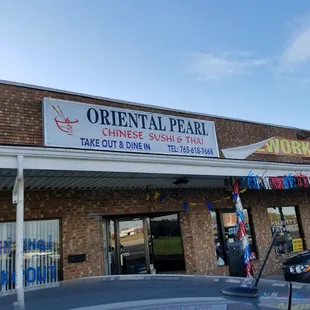 ORIENTAL PEARL
CHINESE SUSHI & THAI
TAKE OUT & DINE IN
TEL: 765-618-7668
WORK